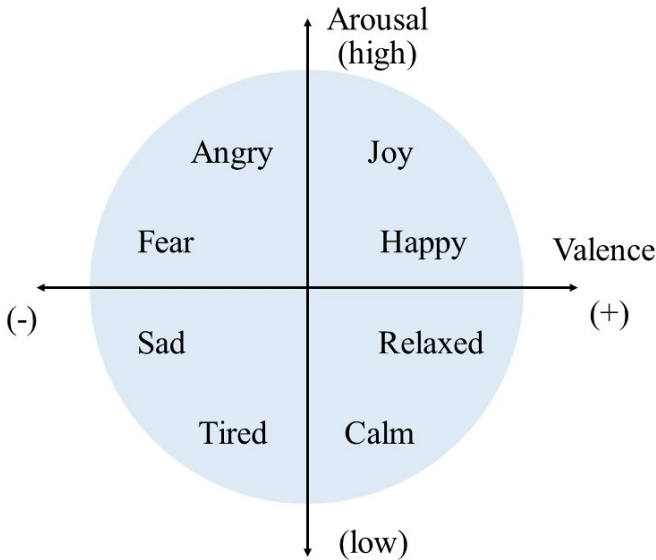 Arousal
(high)
Angry
Joy
Fear
Happy
Valence
(-)
(+)
Sad
Relaxed
Tired
Calm
(low)